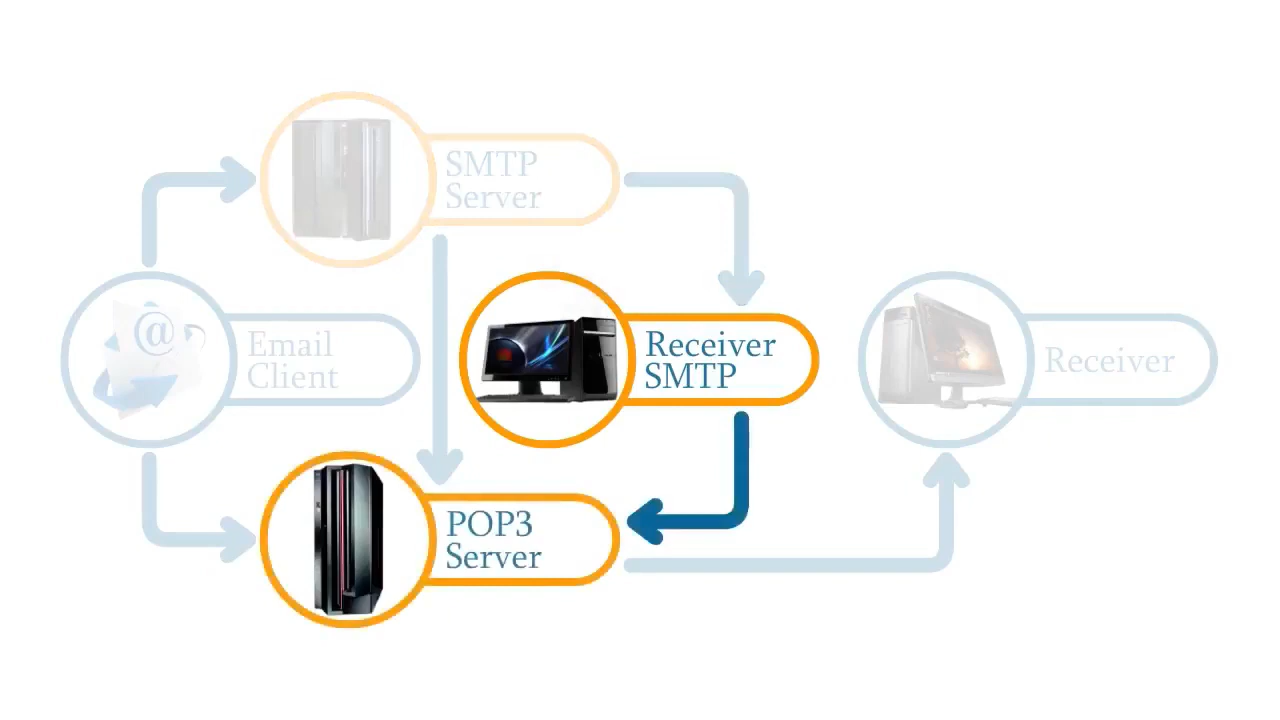 SMTP
Server
@
Email
Client
Receiver
SMTP
Receiver
POP3
Server